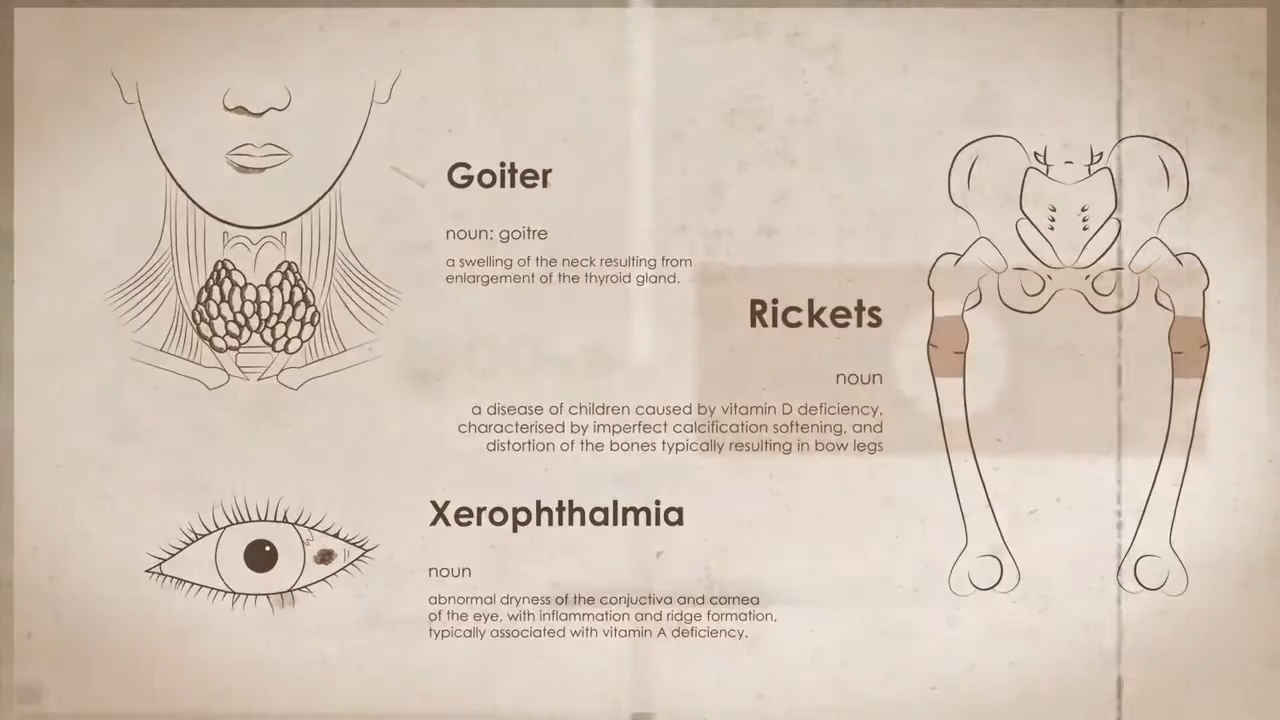 Goiter
noun: goitre
a swelling of the neck resulting from
enlargement of the thyroid gland.
Rickets
noun
a disease of children caused by vitamin D deficiency,
characterised by imperfect calcification softening, and
distortion of the bones typically resulting in bow legs
Xerophthalmia
noun
abnormal dryness of the conjuctiva and cornea
of the eye, with inflammation and ridge formation,
typically associated with vitamin A deficiency.